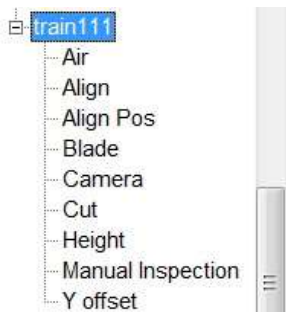 train111
Air
Align
Align Pos
Blade
Camera
Cut
Height
Manual Inspection
Y offset